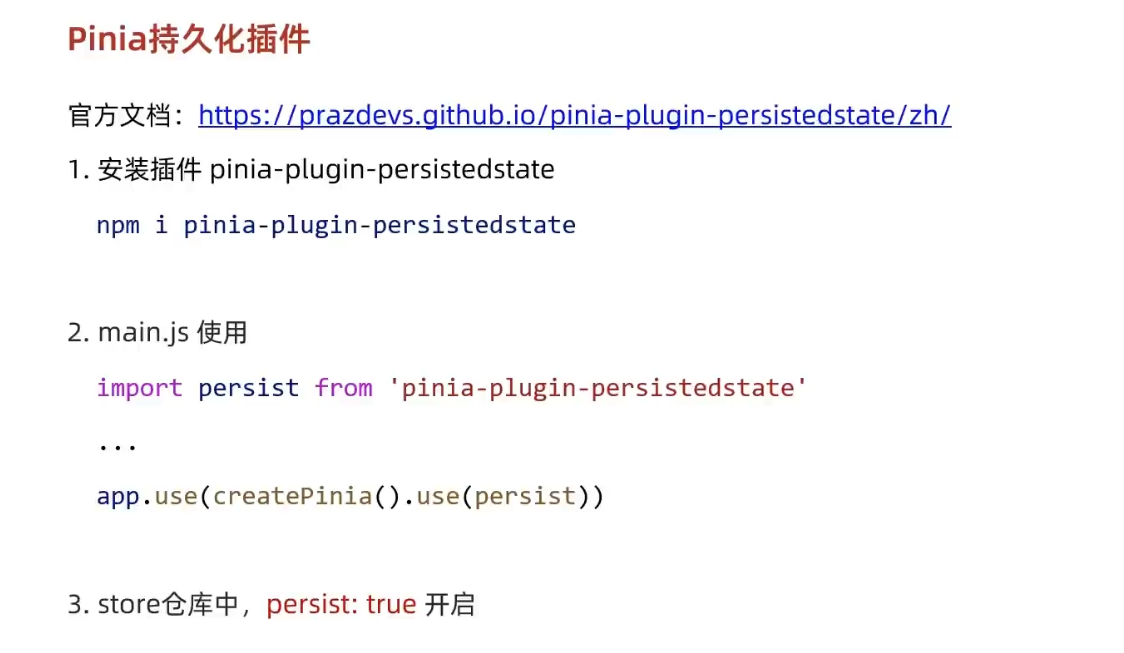 Pinia持久化插件
官方文档：https://prazdevs.github.io/pinia-plugin-persistedstate/zh/
1. 安装插件 pinia-plugin-persistedstate
npm i pinia-plugin-persistedstate
2. main.js 使用
import persist from 'pinia-plugin-persistedstate'
...
app.use(createPinia().use(persist))
3. store仓库中，persist: true 开启